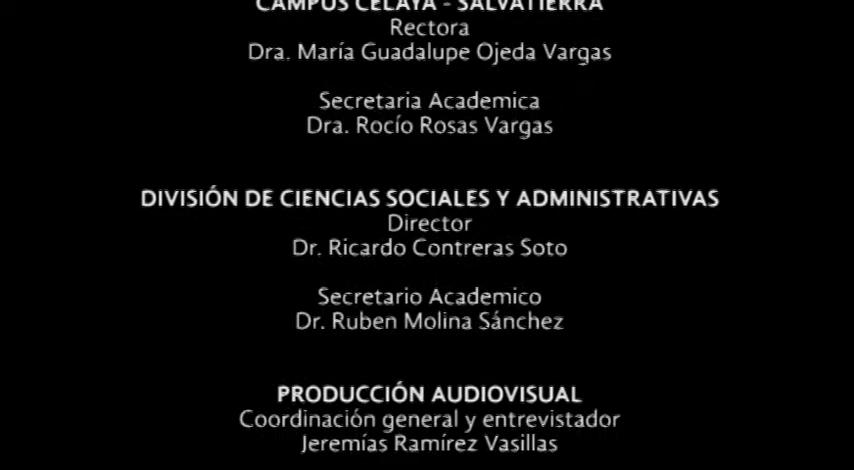 CAMPUS CELAYA - SALVATIERRA
Rectora
Dra. María Guadalupe Ojeda Vargas
Secretaria Academica
Dra. Rocío Rosas Vargas
DIVISIÓN DE CIENCIAS SOCIALES Y ADMINISTRATIVAS
Director
Dr. Ricardo Contreras Soto
Secretario Academico
Dr. Ruben Molina Sánchez
PRODUCCIÓN AUDIOVISUAL
Coordinación general y entrevistador
Jeremías Ramírez Vasillas